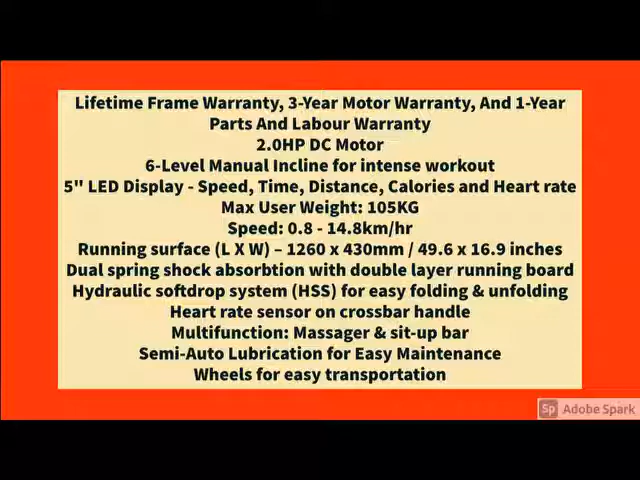 Lifetime Frame Warranty, 3-Year Motor Warranty, And 1-Year
Parts And Labour Warranty
2.0HP DC Motor
6-Level Manual Incline for intense workout
5" LED Display - Speed, Time, Distance, Calories and Heart rate
Max User Weight: 105KG
Speed: 0.8 - 14.8km/hr
Running surface (L X W) – 1260 x 430mm / 49.6 x 16.9 inches
Dual spring shock absorbtion with double layer running board
Hydraulic softdrop system (HSS) for easy folding & unfolding
Heart rate sensor on crossbar handle
Multifunction: Massager & sit-up bar
Semi-Auto Lubrication for Easy Maintenance
Wheels for easy transportation
Sp Adobe Spark